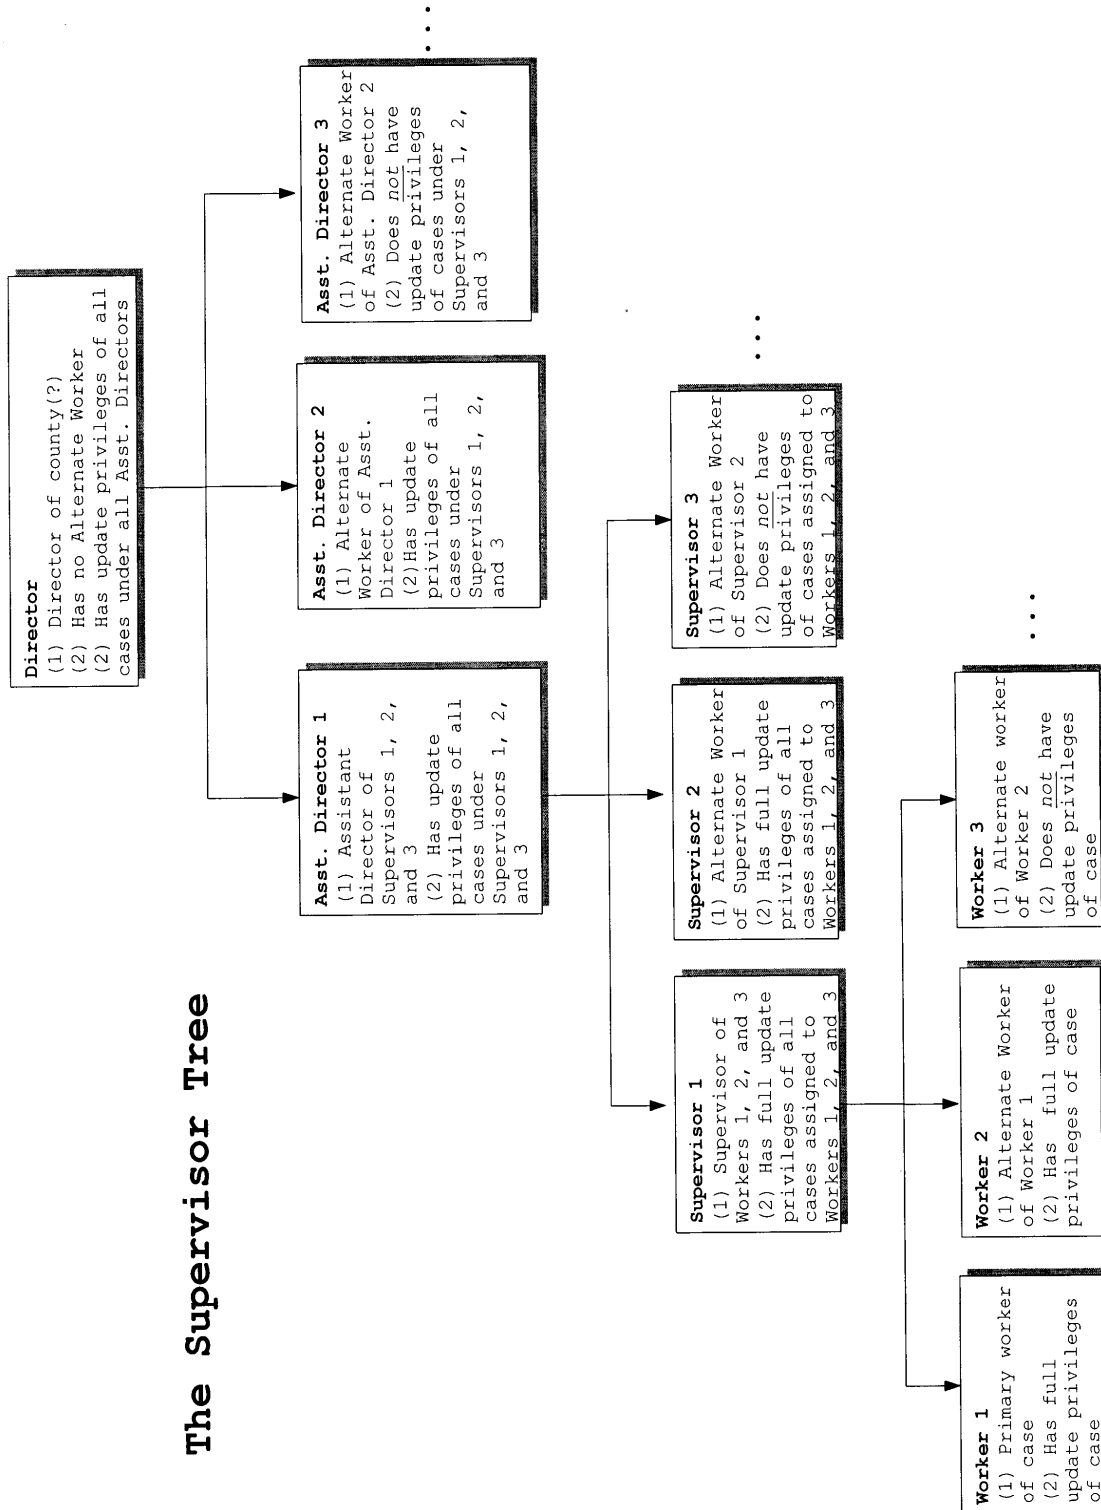 The Supervisor Tree
Director
(1) Director of county(?)
(2) Has no Alternate Worker
(2) Has update privileges of all
cases under all Asst. Directors
Asst. Director 1
(1) Assistant
Director of
Supervisors 1, 2,
and 3
(2) Has update
privileges of all
cases under
Supervisors 1, 2,
and 3
Asst. Director 2
(1) Alternate
Worker of Asst.
Director 1
(2)Has update
privileges of all
cases under
Supervisors 1, 2,
and 3
Asst. Director 3
(1) Alternate Worker
of Asst. Director 2
(2) Does not have
update privileges
of cases under
Supervisors 1, 2,
and 3
. . .
Supervisor 1
(1) Supervisor of
Workers 1, 2, and 3
(2) Has full update
privileges of all
cases assigned to
Workers 1, 2, and 3
Supervisor 2
(1) Alternate Worker
of Supervisor 1
(2) Has full update
privileges of all
cases assigned to
Workers 1, 2, and 3
Supervisor 3
(1) Alternate Worker
of Supervisor 2
(2) Does not have
update privileges
of cases assigned to
Workers 1, 2, and 3
. . .
Worker 1
(1) Primary worker
of case
(2) Has full
update privileges
of case
Worker 2
(1) Alternate Worker
of Worker 1
(2) Has full update
privileges of case
Worker 3
(1) Alternate worker
of Worker 2
(2) Does not have
update privileges
of case
. . .